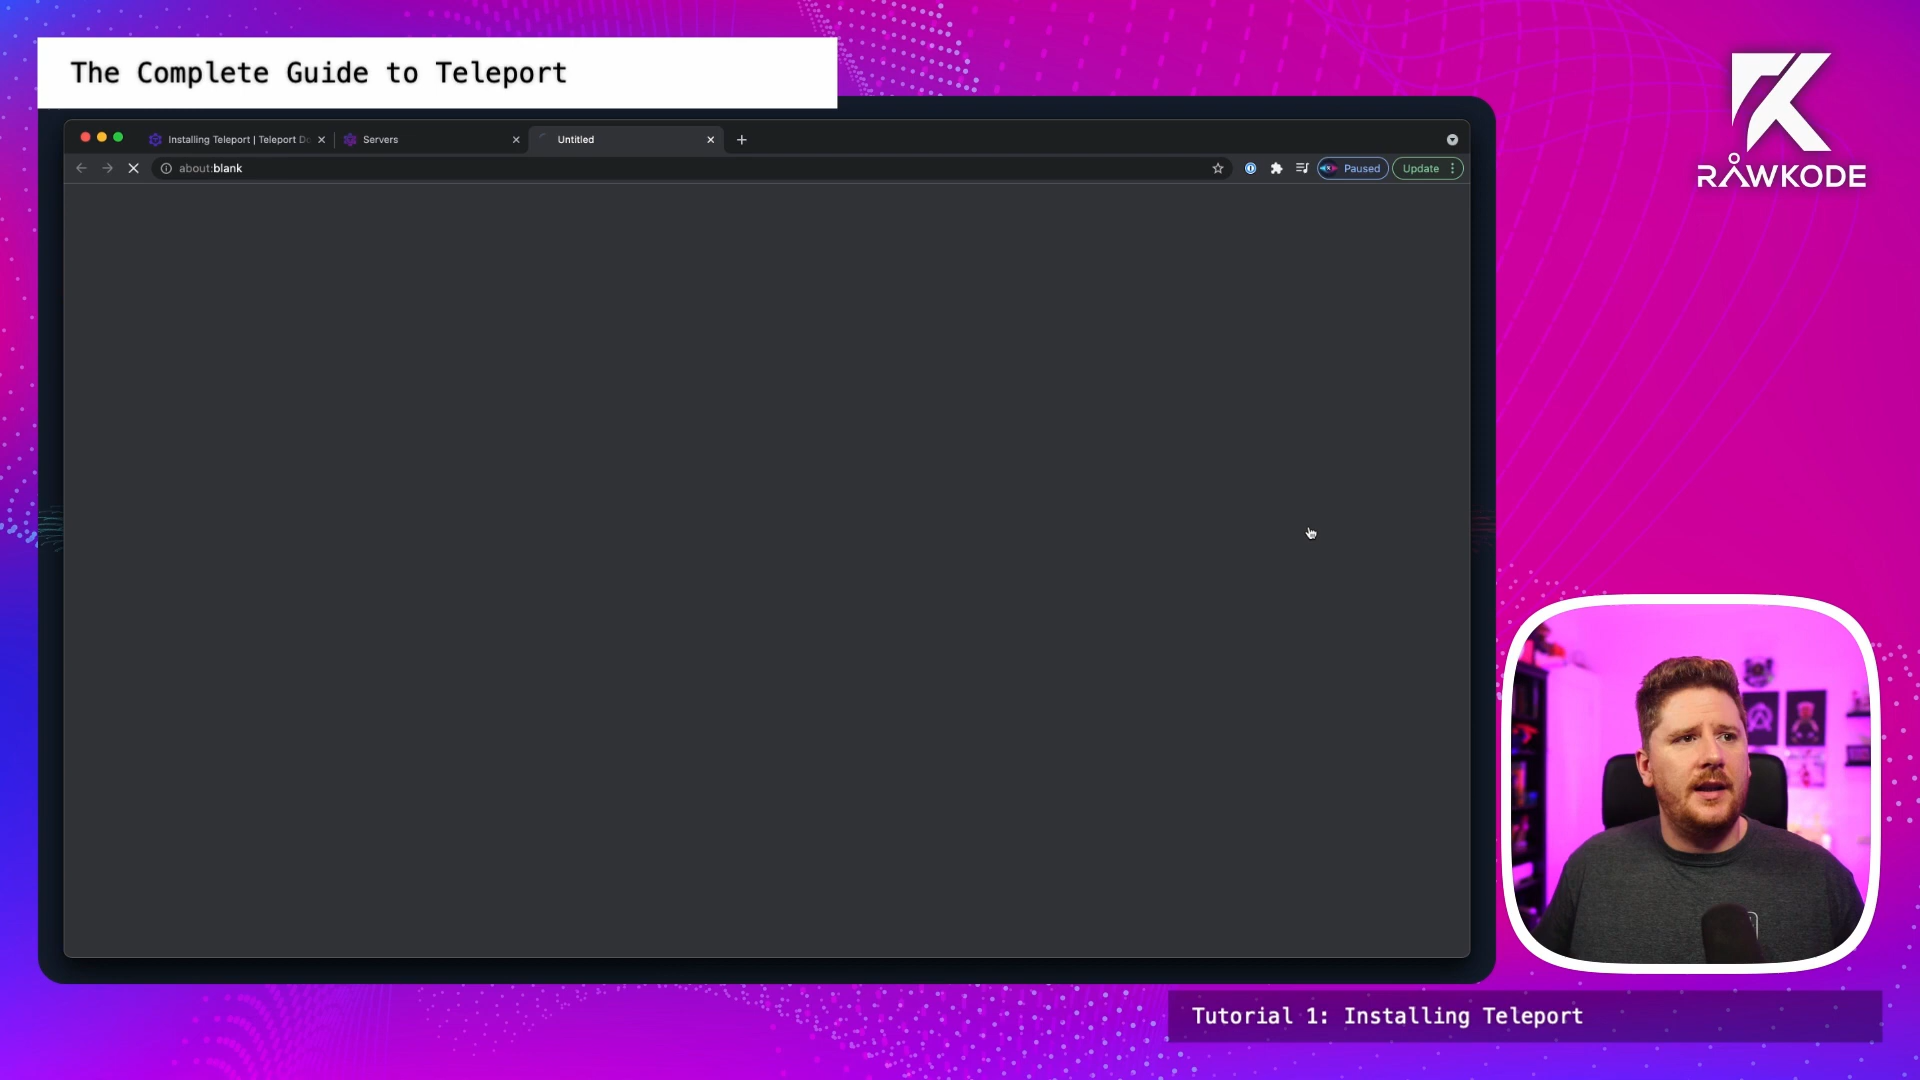 The Complete Guide to Teleport
RAWKODE
Installing Teleport | Teleport Do
Servers
Untitled
about:blank
Paused
Update
Tutorial 1: Installing Teleport